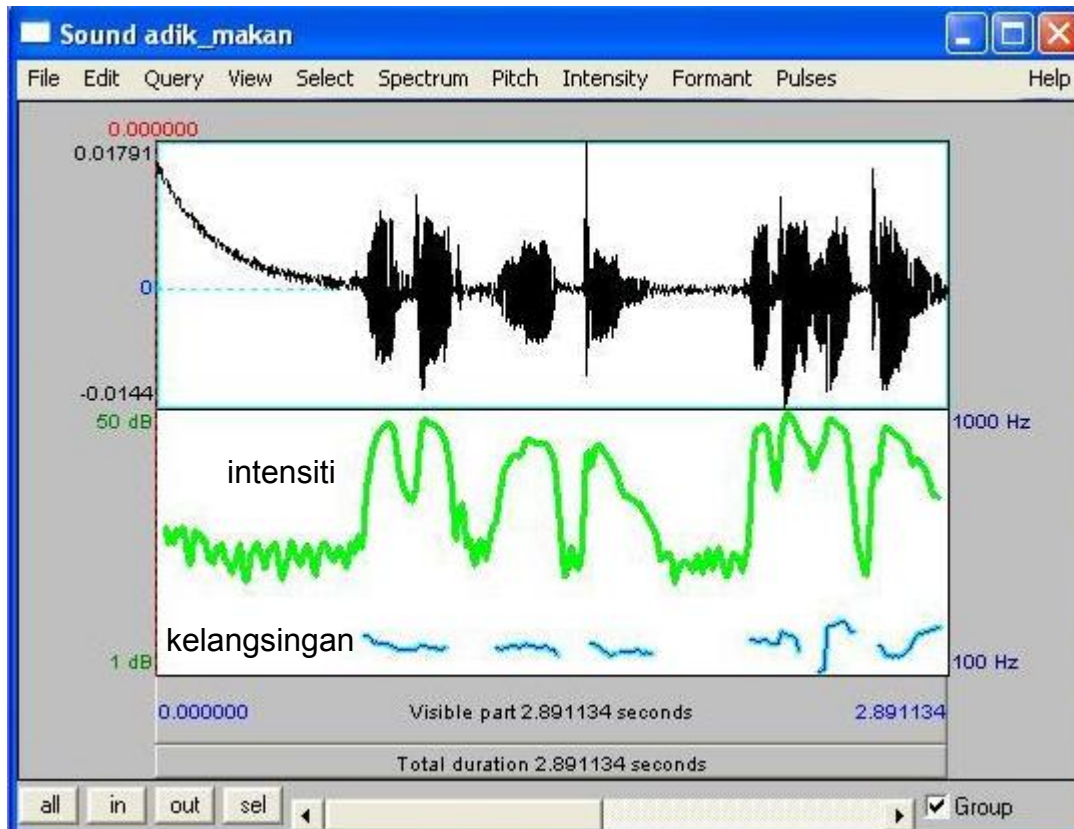 Sound adik_makan
File Edit Query View Select Spectrum Pitch Intensity Formant Pulses Help
0.000000
0.01791
0
-0.0144
50 dB
1000 Hz
intensiti
kelangsingan
1 dB
100 Hz
0.000000 Visible part 2.891134 seconds 2.891134
Total duration 2.891134 seconds
all in out sel Group